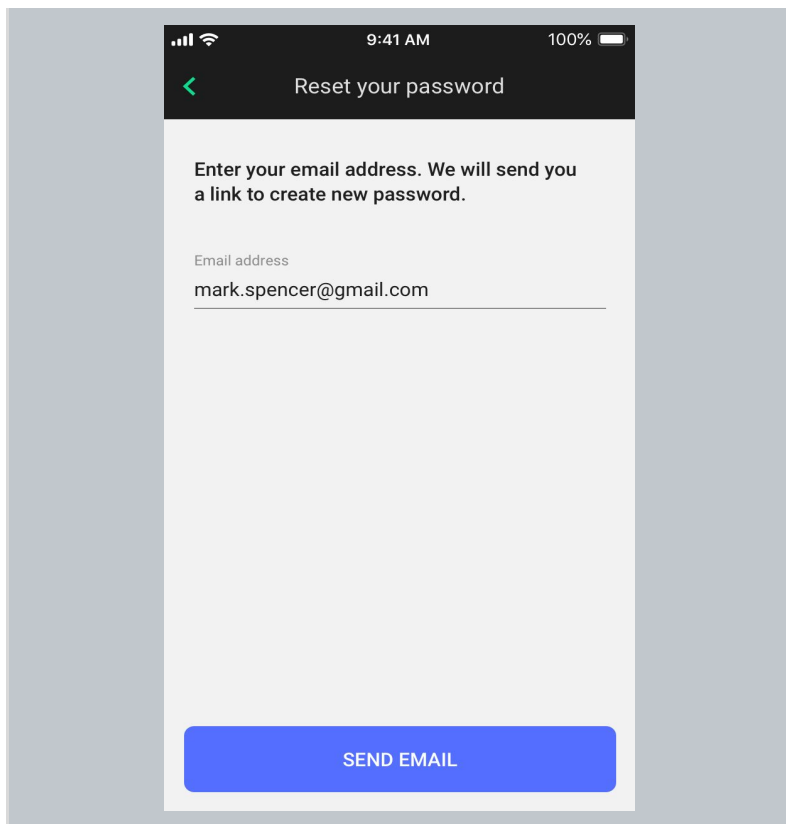 9:41 AM 100%
Reset your password
Enter your email address. We will send you
a link to create new password.
Email address
mark.spencer@gmail.com
SEND EMAIL